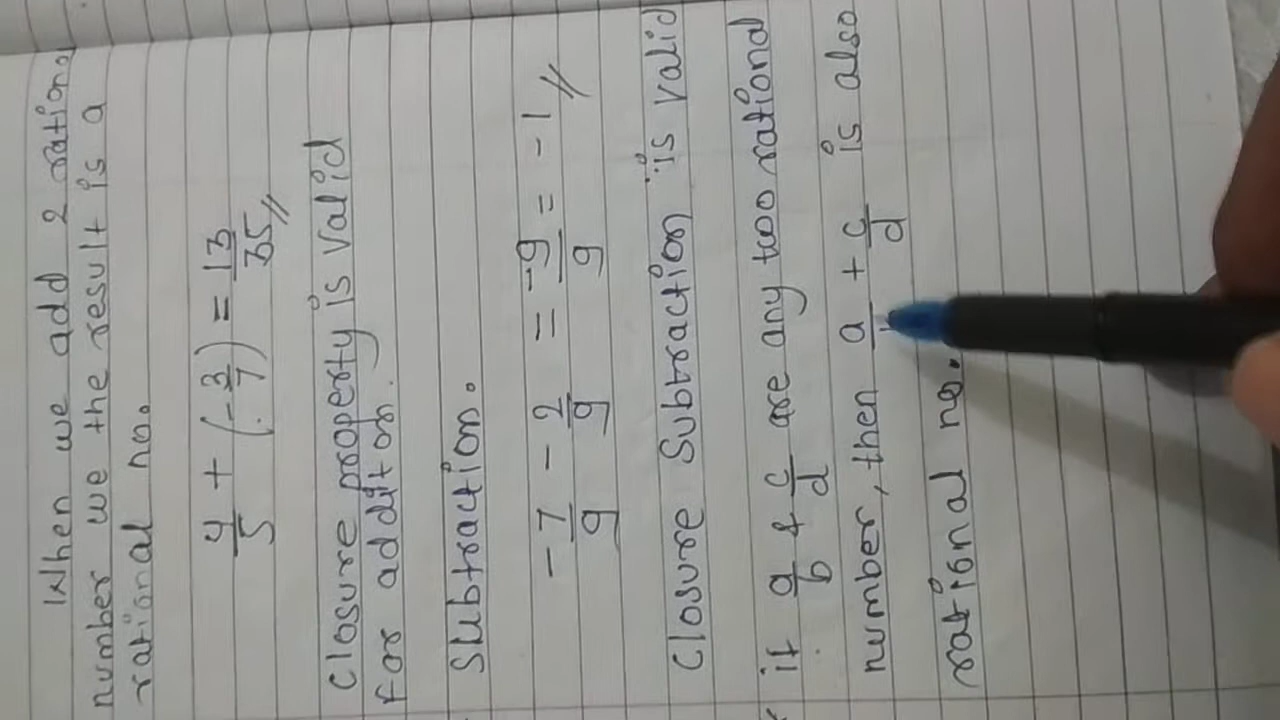 When we add 2 rational
number we the result is a
rational no.
4/5 + (-3/7) = 13/35 //
Closure property is valid
for addition.
Subtraction.
-7/9 - 2/9 = -9/9 = -1 //
Closure Subtraction is valid
if a/b & c/d are any two rational
number, then a/ + c/d is also
rational no.